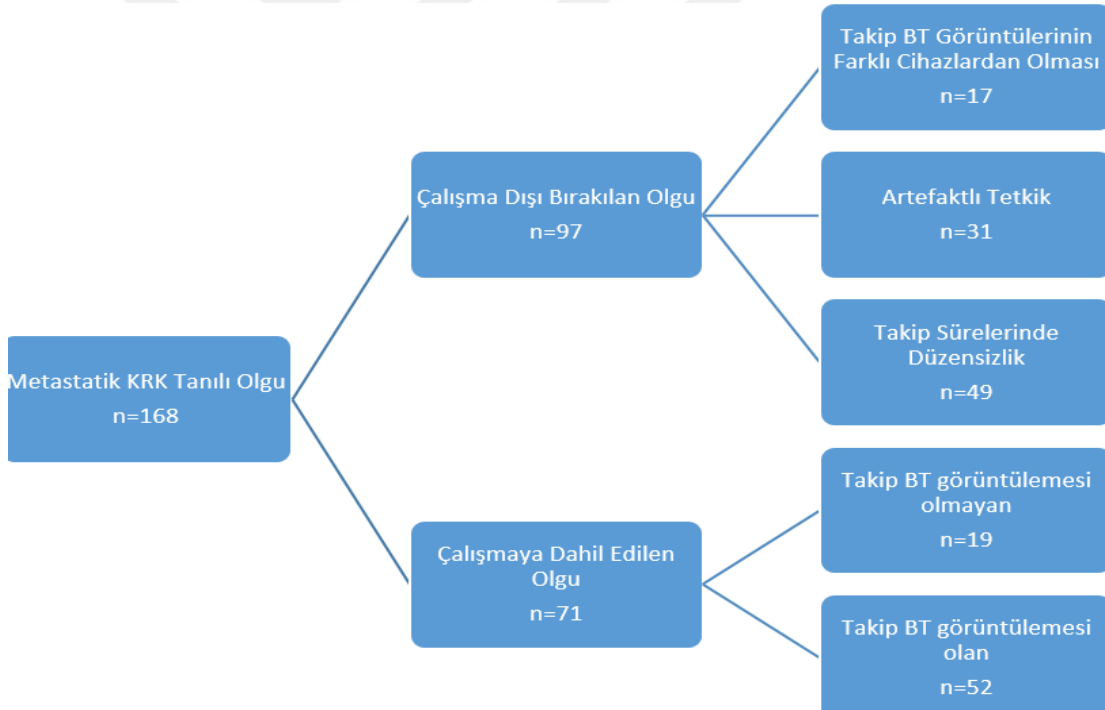 Metastatik KRK Tanılı Olgu
n=168
Çalışma Dışı Bırakılan Olgu
n=97
Takip BT Görüntülerinin
Farklı Cihazlardan Olması
n=17
Artefaktlı Tetkik
n=31
Takip Sürelerinde
Düzensizlik
n=49
Çalışmaya Dahil Edilen
Olgu
n=71
Takip BT görüntülemesi
olmayan
n=19
Takip BT görüntülemesi
olan
n=52